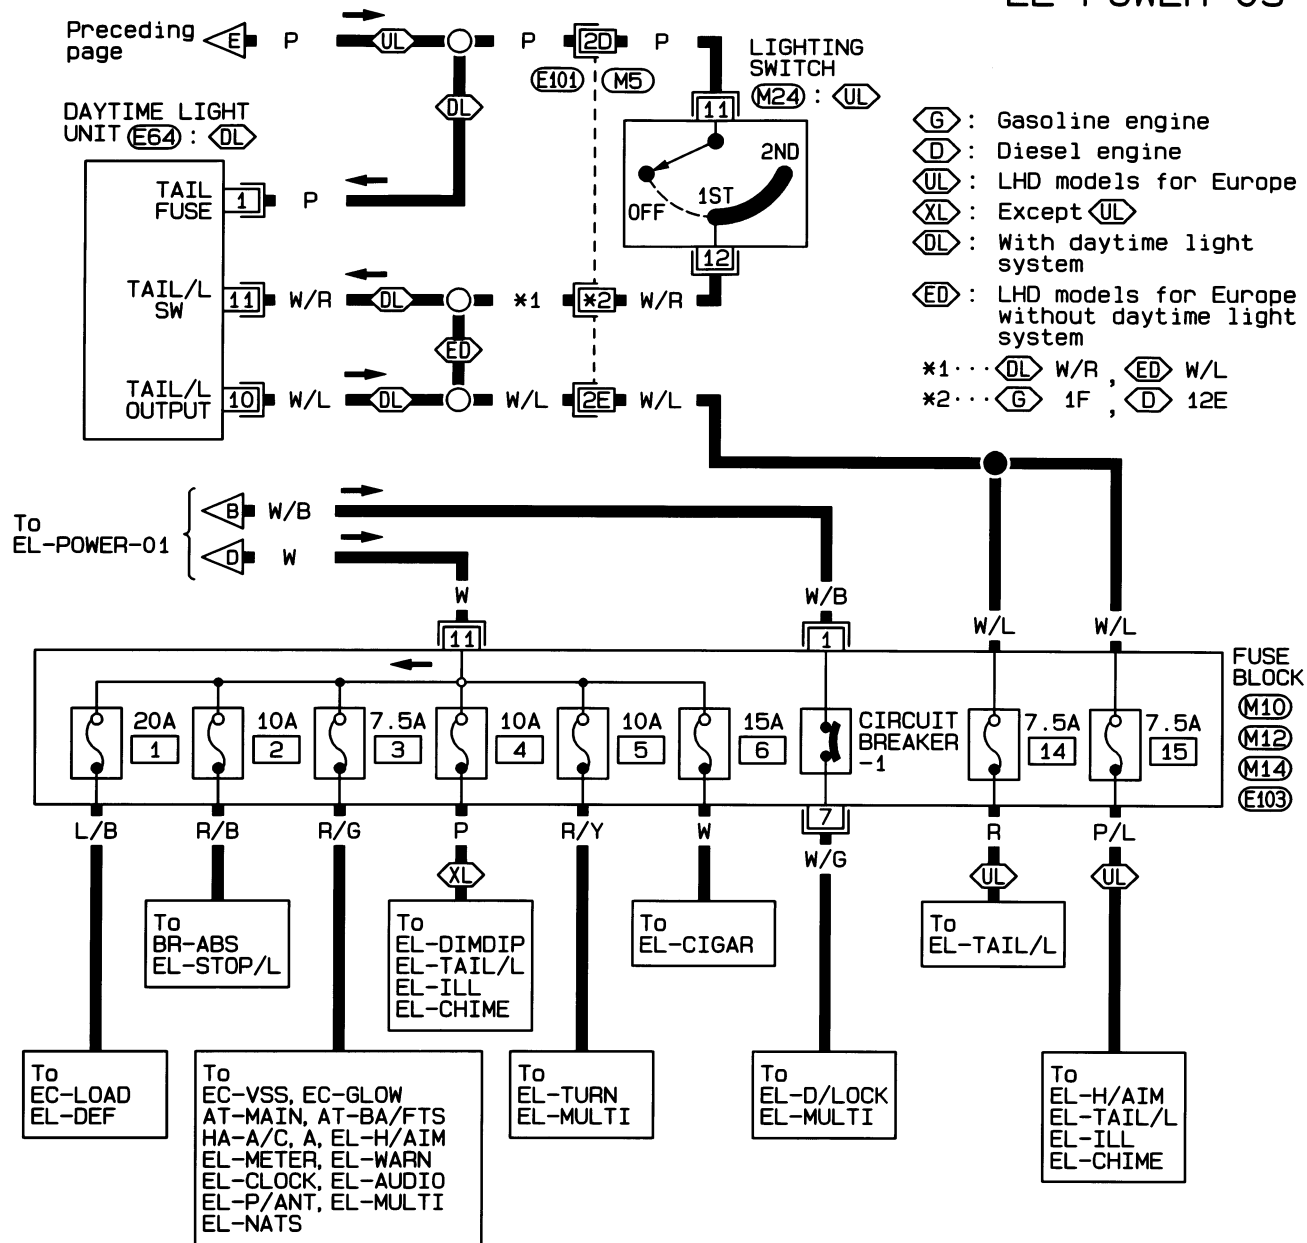 EL-POWER-03
Preceding
page
E P UL P 2D P
E101 M5
LIGHTING
SWITCH
M24 : UL
DL
DAYTIME LIGHT
UNIT E64 : DL
11
2ND
1ST
OFF
12
TAIL
FUSE
1 P
TAIL/L
SW
11 W/R DL *1 *2 W/R
ED
TAIL/L
OUTPUT
10 W/L DL W/L 2E W/L
G : Gasoline engine
D : Diesel engine
UL : LHD models for Europe
XL : Except UL
DL : With daytime light
system
ED : LHD models for Europe
without daytime light
system
*1··· DL W/R , ED W/L
*2··· G 1F , D 12E
To
EL-POWER-01
B W/B
D W
W W/B W/L W/L
11 1
FUSE
BLOCK
M10
M12
M14
E103
20A
1
10A
2
7.5A
3
10A
4
10A
5
15A
6
CIRCUIT
BREAKER
-1
7.5A
14
7.5A
15
7
L/B R/B R/G P R/Y W W/G R P/L
XL UL UL
To
BR-ABS
EL-STOP/L
To
EL-DIMDIP
EL-TAIL/L
EL-ILL
EL-CHIME
To
EL-CIGAR
To
EL-TAIL/L
To
EC-LOAD
EL-DEF
To
EC-VSS, EC-GLOW
AT-MAIN, AT-BA/FTS
HA-A/C, A, EL-H/AIM
EL-METER, EL-WARN
EL-CLOCK, EL-AUDIO
EL-P/ANT, EL-MULTI
EL-NATS
To
EL-TURN
EL-MULTI
To
EL-D/LOCK
EL-MULTI
To
EL-H/AIM
EL-TAIL/L
EL-ILL
EL-CHIME